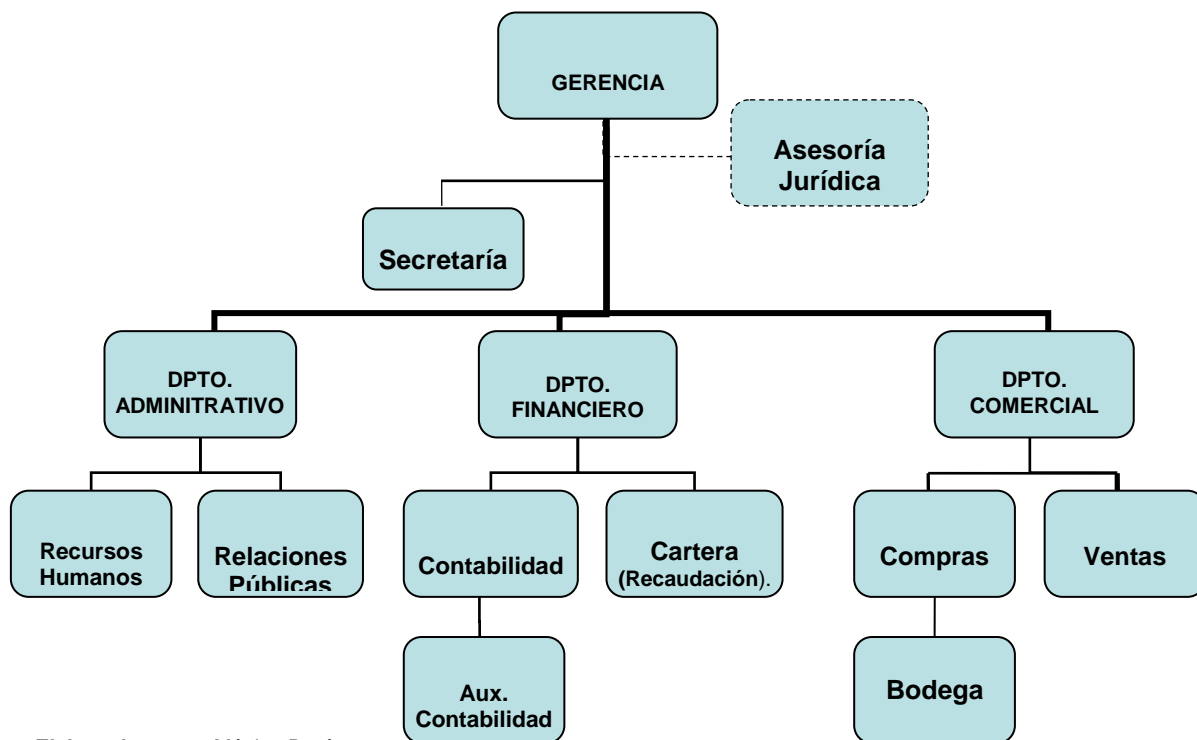 GERENCIA
Asesoría
Jurídica
Secretaría
DPTO.
ADMINITRATIVO
DPTO.
FINANCIERO
DPTO.
COMERCIAL
Recursos
Humanos
Relaciones
Públicas
Contabilidad
Cartera
(Recaudación).
Compras
Ventas
Aux.
Contabilidad
Bodega